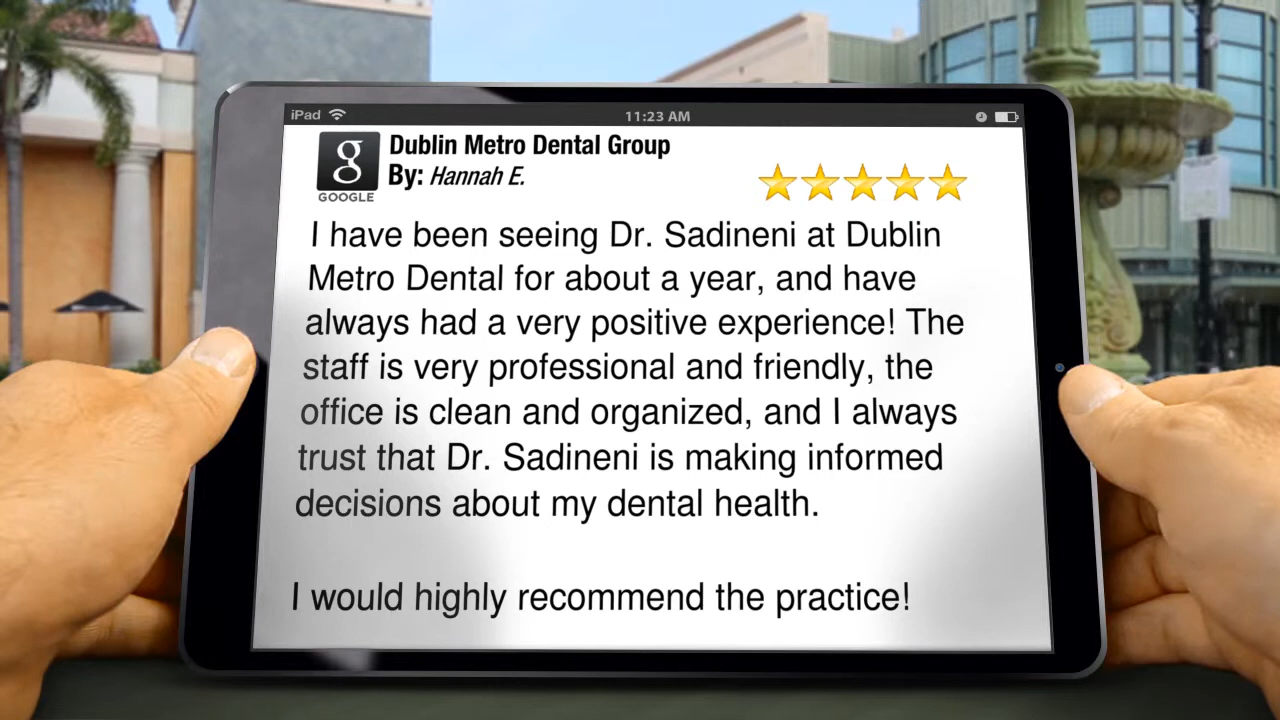 iPad
11:23 AM
Dublin Metro Dental Group
By: Hannah E.
g
GOOGLE
I have been seeing Dr. Sadineni at Dublin
Metro Dental for about a year, and have
always had a very positive experience! The
staff is very professional and friendly, the
office is clean and organized, and I always
trust that Dr. Sadineni is making informed
decisions about my dental health.
I would highly recommend the practice!